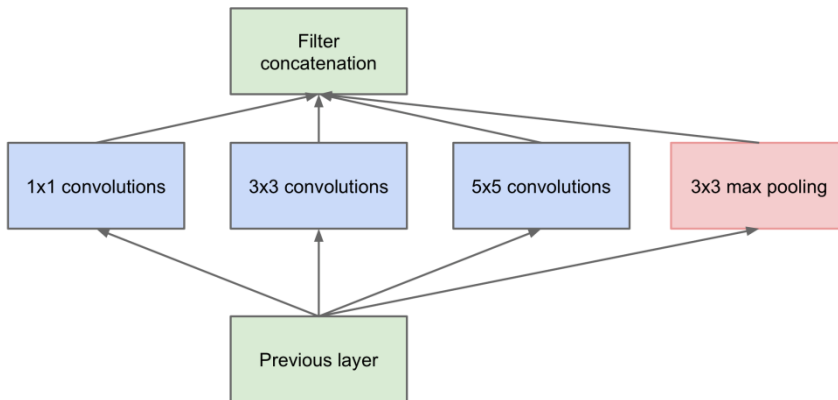 Filter
concatenation
1x1 convolutions
3x3 convolutions
5x5 convolutions
3x3 max pooling
Previous layer